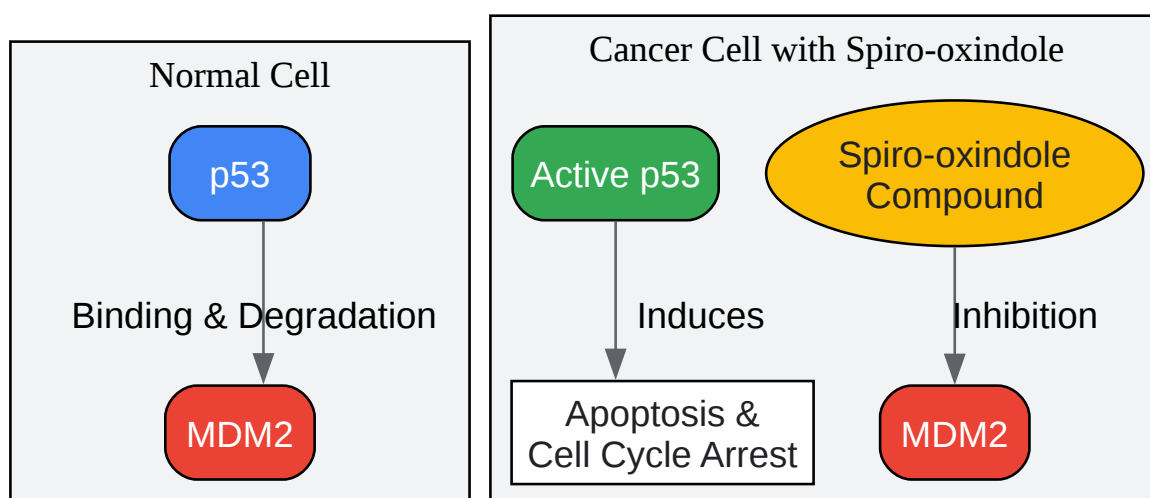 Normal Cell
p53
Binding & Degradation
MDM2
Cancer Cell with Spiro-oxindole
Active p53
Induces
Apoptosis &
Cell Cycle Arrest
Spiro-oxindole
Compound
Inhibition
MDM2